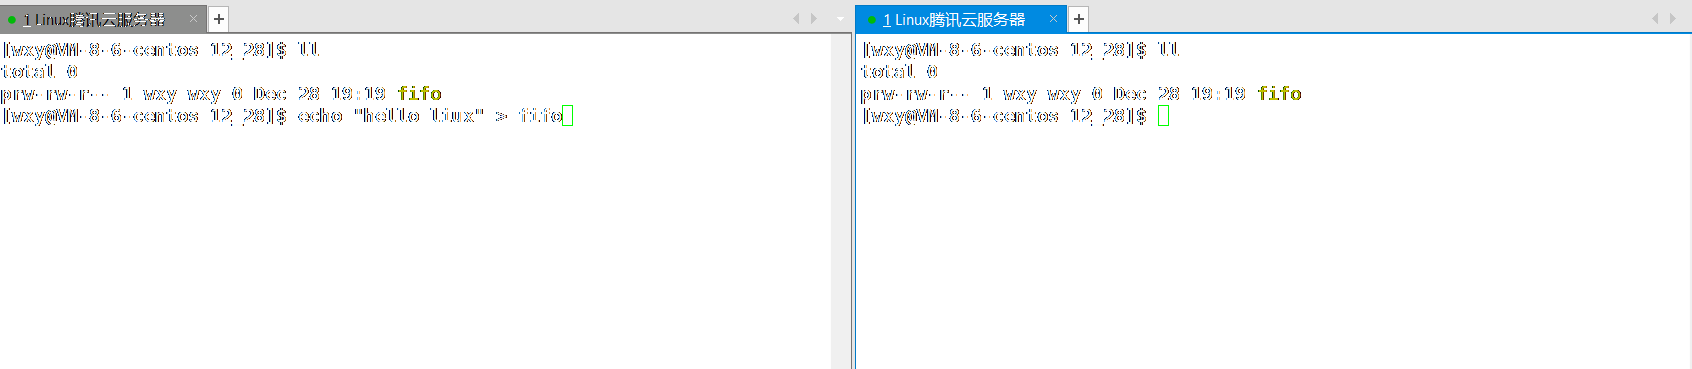 1 Linux腾讯云服务器 × +
[wxy@VM-8-6-centos 12_28]$ ll
total 0
prw-rw-r-- 1 wxy wxy 0 Dec 28 19:19 fifo
[wxy@VM-8-6-centos 12_28]$ echo "hello liux" > fifo
1 Linux腾讯云服务器 × +
[wxy@VM-8-6-centos 12_28]$ ll
total 0
prw-rw-r-- 1 wxy wxy 0 Dec 28 19:19 fifo
[wxy@VM-8-6-centos 12_28]$